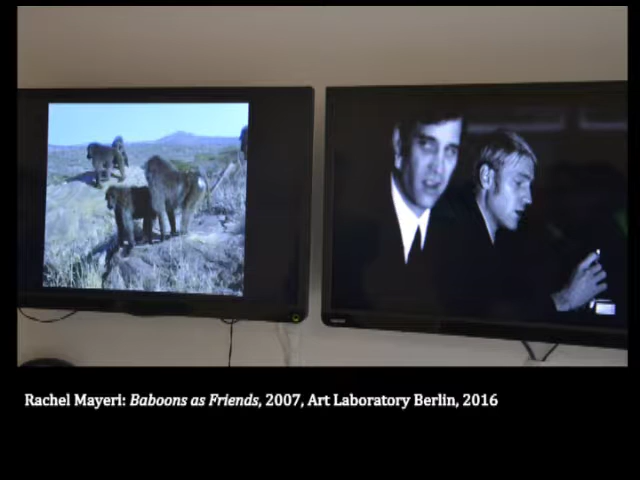 Rachel Mayeri: Baboons as Friends, 2007, Art Laboratory Berlin, 2016